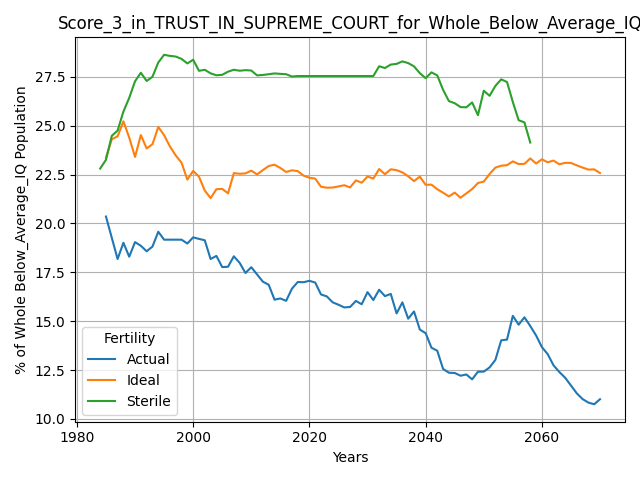 Score_3_in_TRUST_IN_SUPREME_COURT_for_Whole_Below_Average_IQ
% of Whole Below_Average_IQ Population
27.5
25.0
22.5
20.0
17.5
15.0
12.5
10.0
Fertility
Actual
Ideal
Sterile
1980
2000
2020
2040
2060
Years